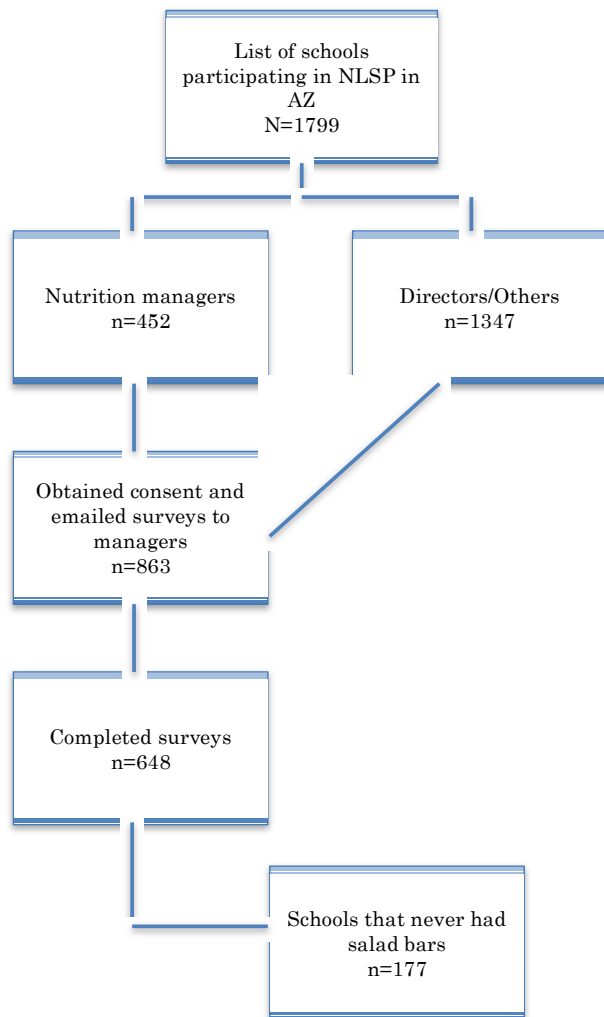 List of schools
participating in NLSP in
AZ
N=1799
Nutrition managers
n=452
Directors/Others
n=1347
Obtained consent and
emailed surveys to
managers
n=863
Completed surveys
n=648
Schools that never had
salad bars
n=177